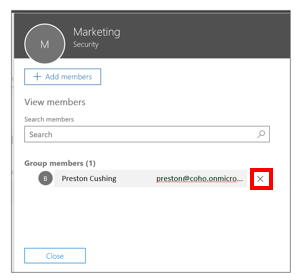 M
Marketing
Security
+ Add members
View members
Search members
Search
Group members (1)
B Preston Cushing preston@coho.onmicro...
Close